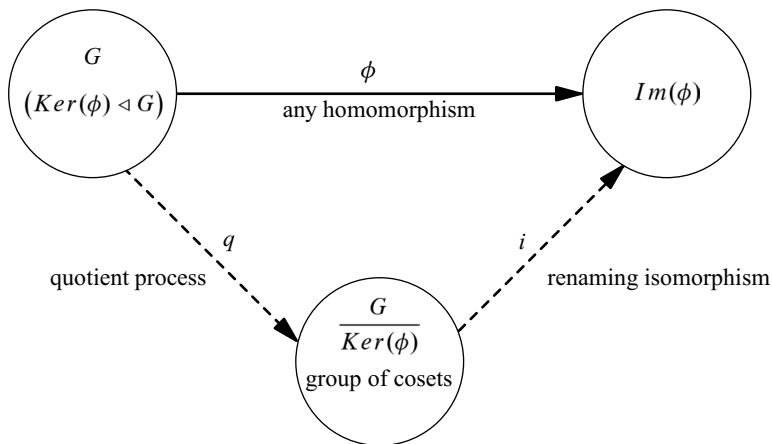 G
(Ker(ϕ) ◁ G)
ϕ
any homomorphism
Im(ϕ)
q
quotient process
i
renaming isomorphism
G
Ker(ϕ)
group of cosets